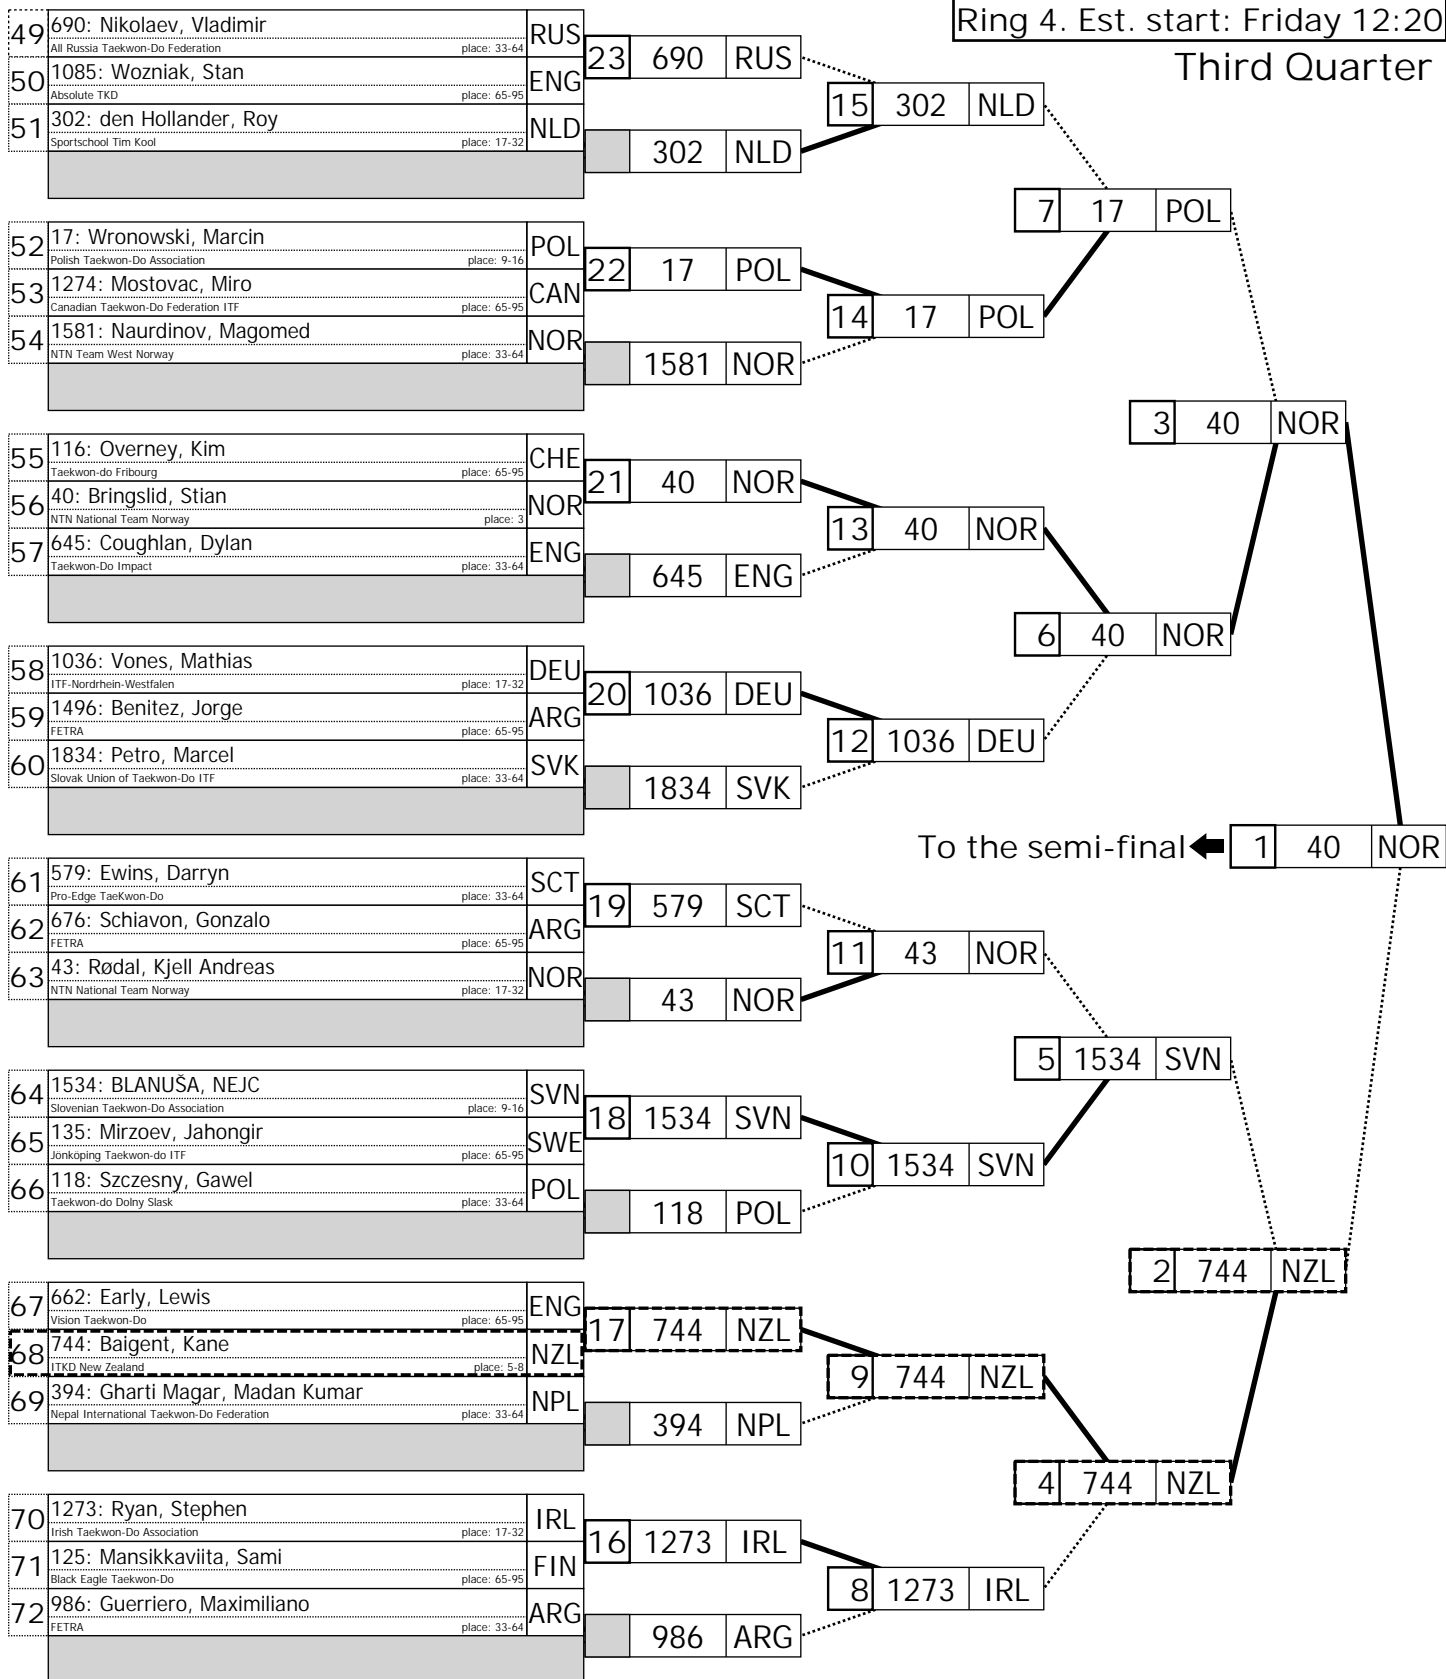 Ring 4. Est. start: Friday 12:20
Third Quarter
49 690: Nikolaev, Vladimir RUS
All Russia Taekwon-Do Federation place: 33-64
50 1085: Wozniak, Stan ENG
Absolute TKD place: 65-95
51 302: den Hollander, Roy NLD
Sportschool Tim Kool place: 17-32
23 690 RUS
302 NLD
15 302 NLD
52 17: Wronowski, Marcin POL
Polish Taekwon-Do Association place: 9-16
53 1274: Mostovac, Miro CAN
Canadian Taekwon-Do Federation ITF place: 65-95
54 1581: Naurdinov, Magomed NOR
NTN Team West Norway place: 33-64
22 17 POL
1581 NOR
14 17 POL
7 17 POL
55 116: Overney, Kim CHE
Taekwon-do Fribourg place: 65-95
56 40: Bringslid, Stian NOR
NTN National Team Norway place: 3
57 645: Coughlan, Dylan ENG
Taekwon-Do Impact place: 33-64
21 40 NOR
645 ENG
13 40 NOR
3 40 NOR
58 1036: Vones, Mathias DEU
ITF-Nordrhein-Westfalen place: 17-32
59 1496: Benitez, Jorge ARG
FETRA place: 65-95
60 1834: Petro, Marcel SVK
Slovak Union of Taekwon-Do ITF place: 33-64
20 1036 DEU
1834 SVK
12 1036 DEU
6 40 NOR
To the semi-final 1 40 NOR
61 579: Ewins, Darryn SCT
Pro-Edge TaeKwon-Do place: 33-64
62 676: Schiavon, Gonzalo ARG
FETRA place: 65-95
63 43: Rødal, Kjell Andreas NOR
NTN National Team Norway place: 17-32
19 579 SCT
43 NOR
11 43 NOR
64 1534: BLANUŠA, NEJC SVN
Slovenian Taekwon-Do Association place: 9-16
65 135: Mirzoev, Jahongir SWE
Jönköping Taekwon-do ITF place: 65-95
66 118: Szczesny, Gawel POL
Taekwon-do Dolny Slask place: 33-64
18 1534 SVN
118 POL
10 1534 SVN
5 1534 SVN
67 662: Early, Lewis ENG
Vision Taekwon-Do place: 65-95
68 744: Baigent, Kane NZL
ITKD New Zealand place: 5-8
69 394: Gharti Magar, Madan Kumar NPL
Nepal International Taekwon-Do Federation place: 33-64
17 744 NZL
394 NPL
9 744 NZL
2 744 NZL
70 1273: Ryan, Stephen IRL
Irish Taekwon-Do Association place: 17-32
71 125: Mansikkaviita, Sami FIN
Black Eagle Taekwon-Do place: 65-95
72 986: Guerriero, Maximiliano ARG
FETRA place: 33-64
16 1273 IRL
986 ARG
8 1273 IRL
4 744 NZL